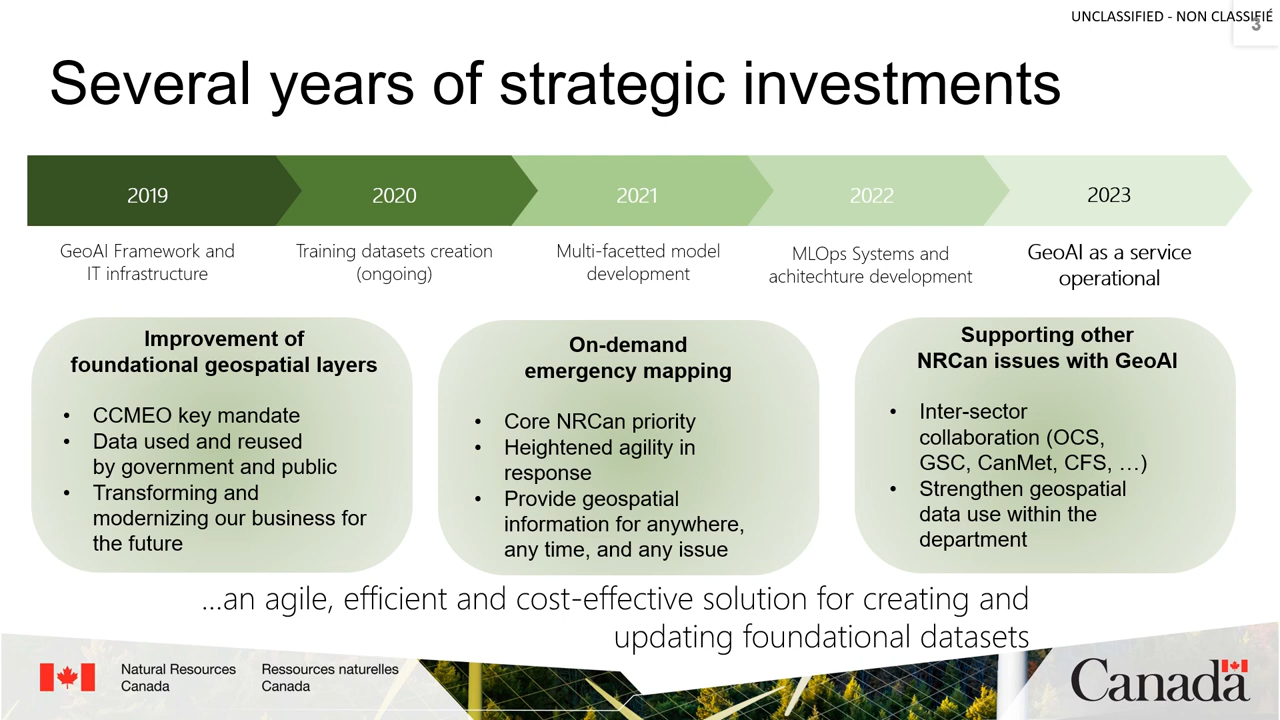 UNCLASSIFIED - NON CLASSIFIÉ
3
Several years of strategic investments
2019
2020
2021
2022
2023
GeoAI Framework and
IT infrastructure
Training datasets creation
(ongoing)
Multi-facetted model
development
MLOps Systems and
achitechture development
GeoAI as a service
operational
Improvement of
foundational geospatial layers
• CCMEO key mandate
• Data used and reused
by government and public
• Transforming and
modernizing our business for
the future
On-demand
emergency mapping
• Core NRCan priority
• Heightened agility in
response
• Provide geospatial
information for anywhere,
any time, and any issue
Supporting other
NRCan issues with GeoAI
• Inter-sector
collaboration (OCS,
GSC, CanMet, CFS, …)
• Strengthen geospatial
data use within the
department
...an agile, efficient and cost-effective solution for creating and
updating foundational datasets
Natural Resources
Canada
Ressources naturelles
Canada
Canada